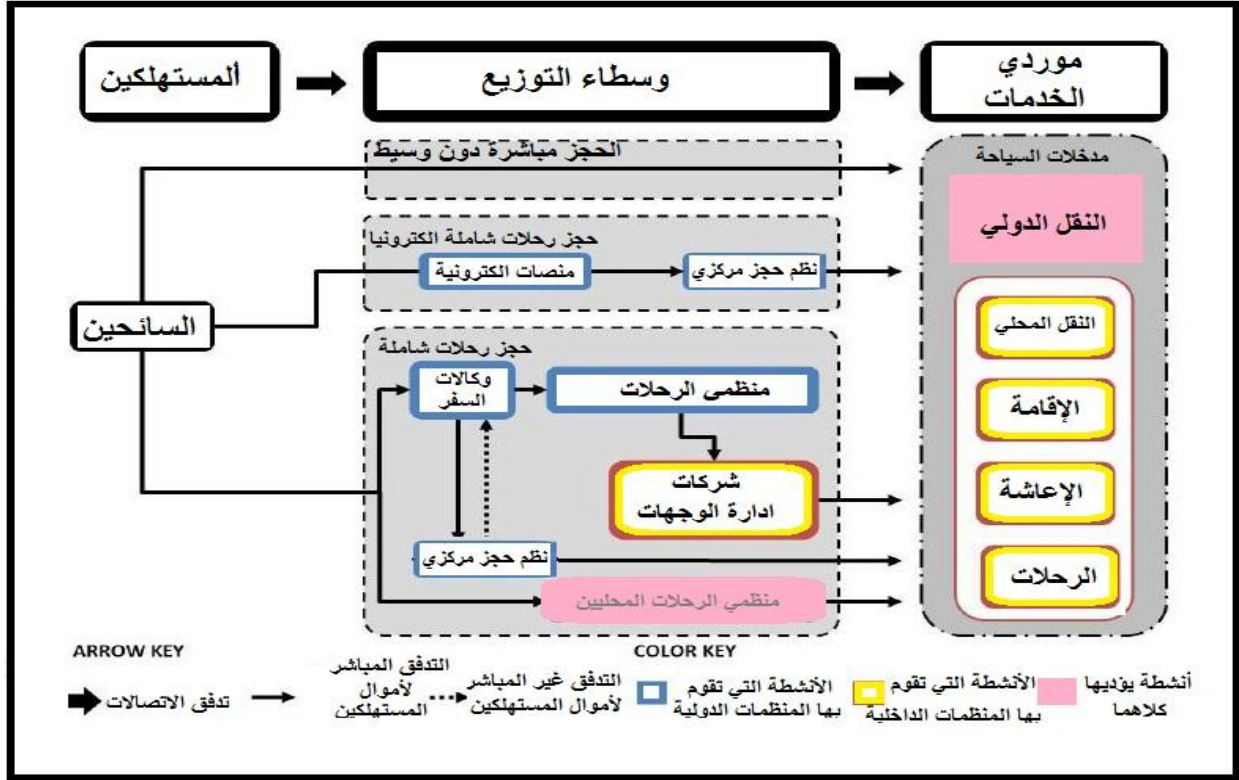 ألمستهلكين
وسطاء التوزيع
موردي
الخدمات
الحجز مباشرة دون وسيط
مدخلات السياحة
النقل الدولي
حجز رحلات شاملة الكترونيا
منصات الكترونية
نظم حجز مركزي
السائحين
النقل المحلي
حجز رحلات شاملة
وكالات
السفر
منظمي الرحلات
الإقامة
شركات
ادارة الوجهات
الإعاشة
نظم حجز مركزي
الرحلات
منظمي الرحلات المحليين
ARROW KEY
COLOR KEY
تدفق الاتصالات
التدفق المباشر
لأموال
المستهلكين
التدفق غير المباشر
لأموال المستهلكين
الأنشطة التي تقوم
بها المنظمات الدولية
الأنشطة التي تقوم
بها المنظمات الداخلية
أنشطة يؤديها
كلاهما